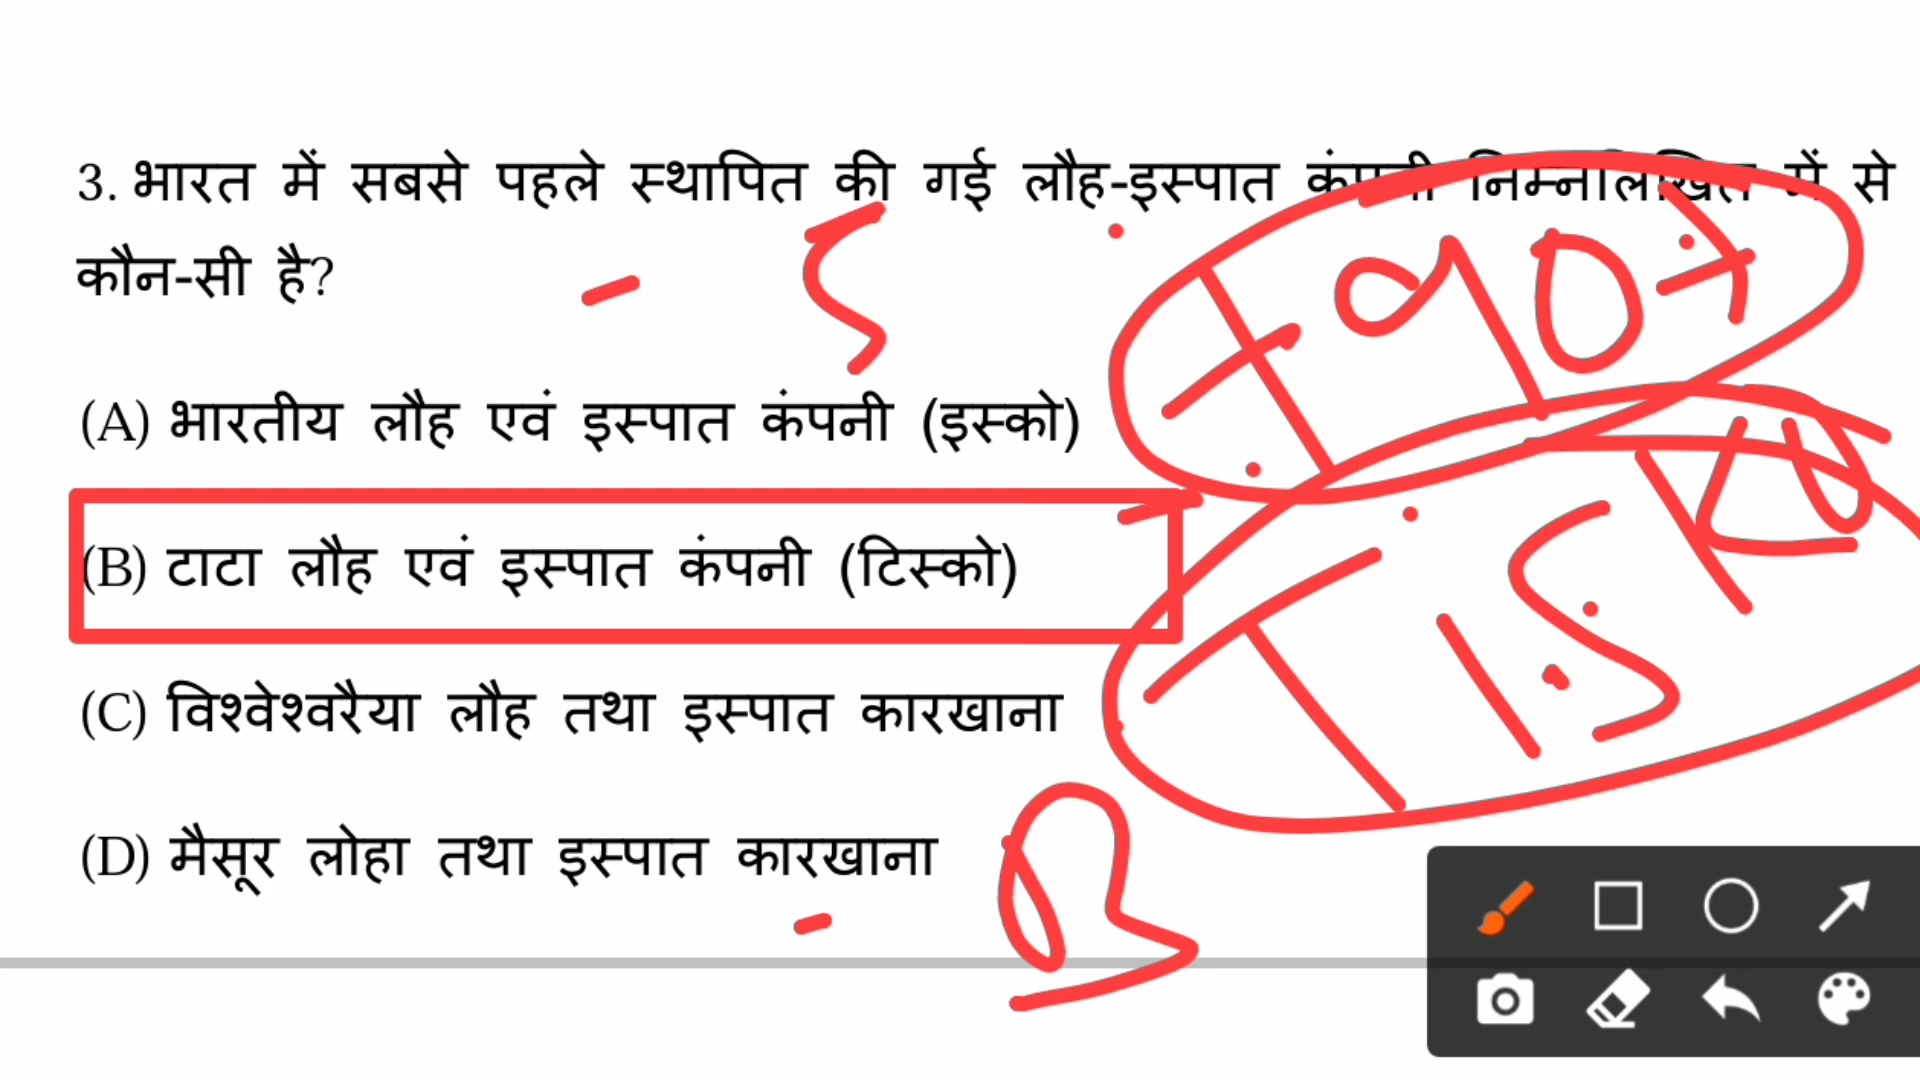 3. भारत में सबसे पहले स्थापित की गई लौह-इस्पात कंपनी निम्नलिखित में से
कौन-सी है?
1907
(A) भारतीय लौह एवं इस्पात कंपनी (इस्को)
(B) टाटा लौह एवं इस्पात कंपनी (टिस्को)
(C) विश्वेश्वरैया लौह तथा इस्पात कारखाना
(D) मैसूर लोहा तथा इस्पात कारखाना
B